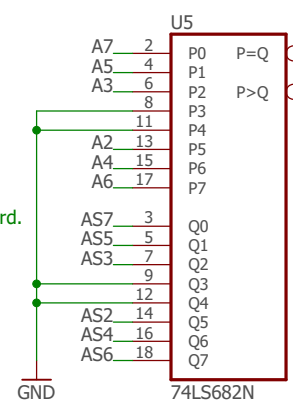 U5
A7 2 P0 P=Q
A5 4 P1
A3 6 P2 P>Q
8 P3
11 P4
A2 13 P5
A4 15 P6
A6 17 P7
rd.
AS7 3 Q0
AS5 5 Q1
AS3 7 Q2
9 Q3
12 Q4
AS2 14 Q5
AS4 16 Q6
AS6 18 Q7
GND 74LS682N